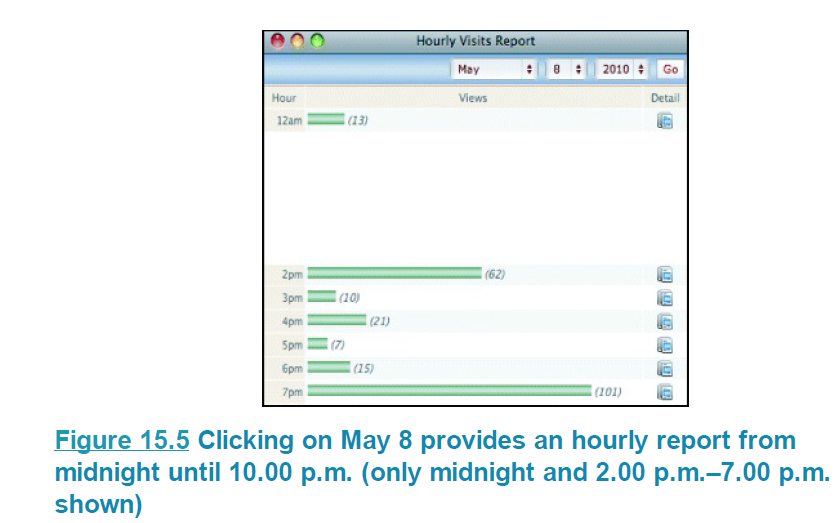 Hourly Visits Report
May 8 2010 Go
Hour Views Detail
12am (13)
2pm (62)
3pm (10)
4pm (21)
5pm (7)
6pm (15)
7pm (101)
Figure 15.5 Clicking on May 8 provides an hourly report from
midnight until 10.00 p.m. (only midnight and 2.00 p.m.–7.00 p.m.
shown)